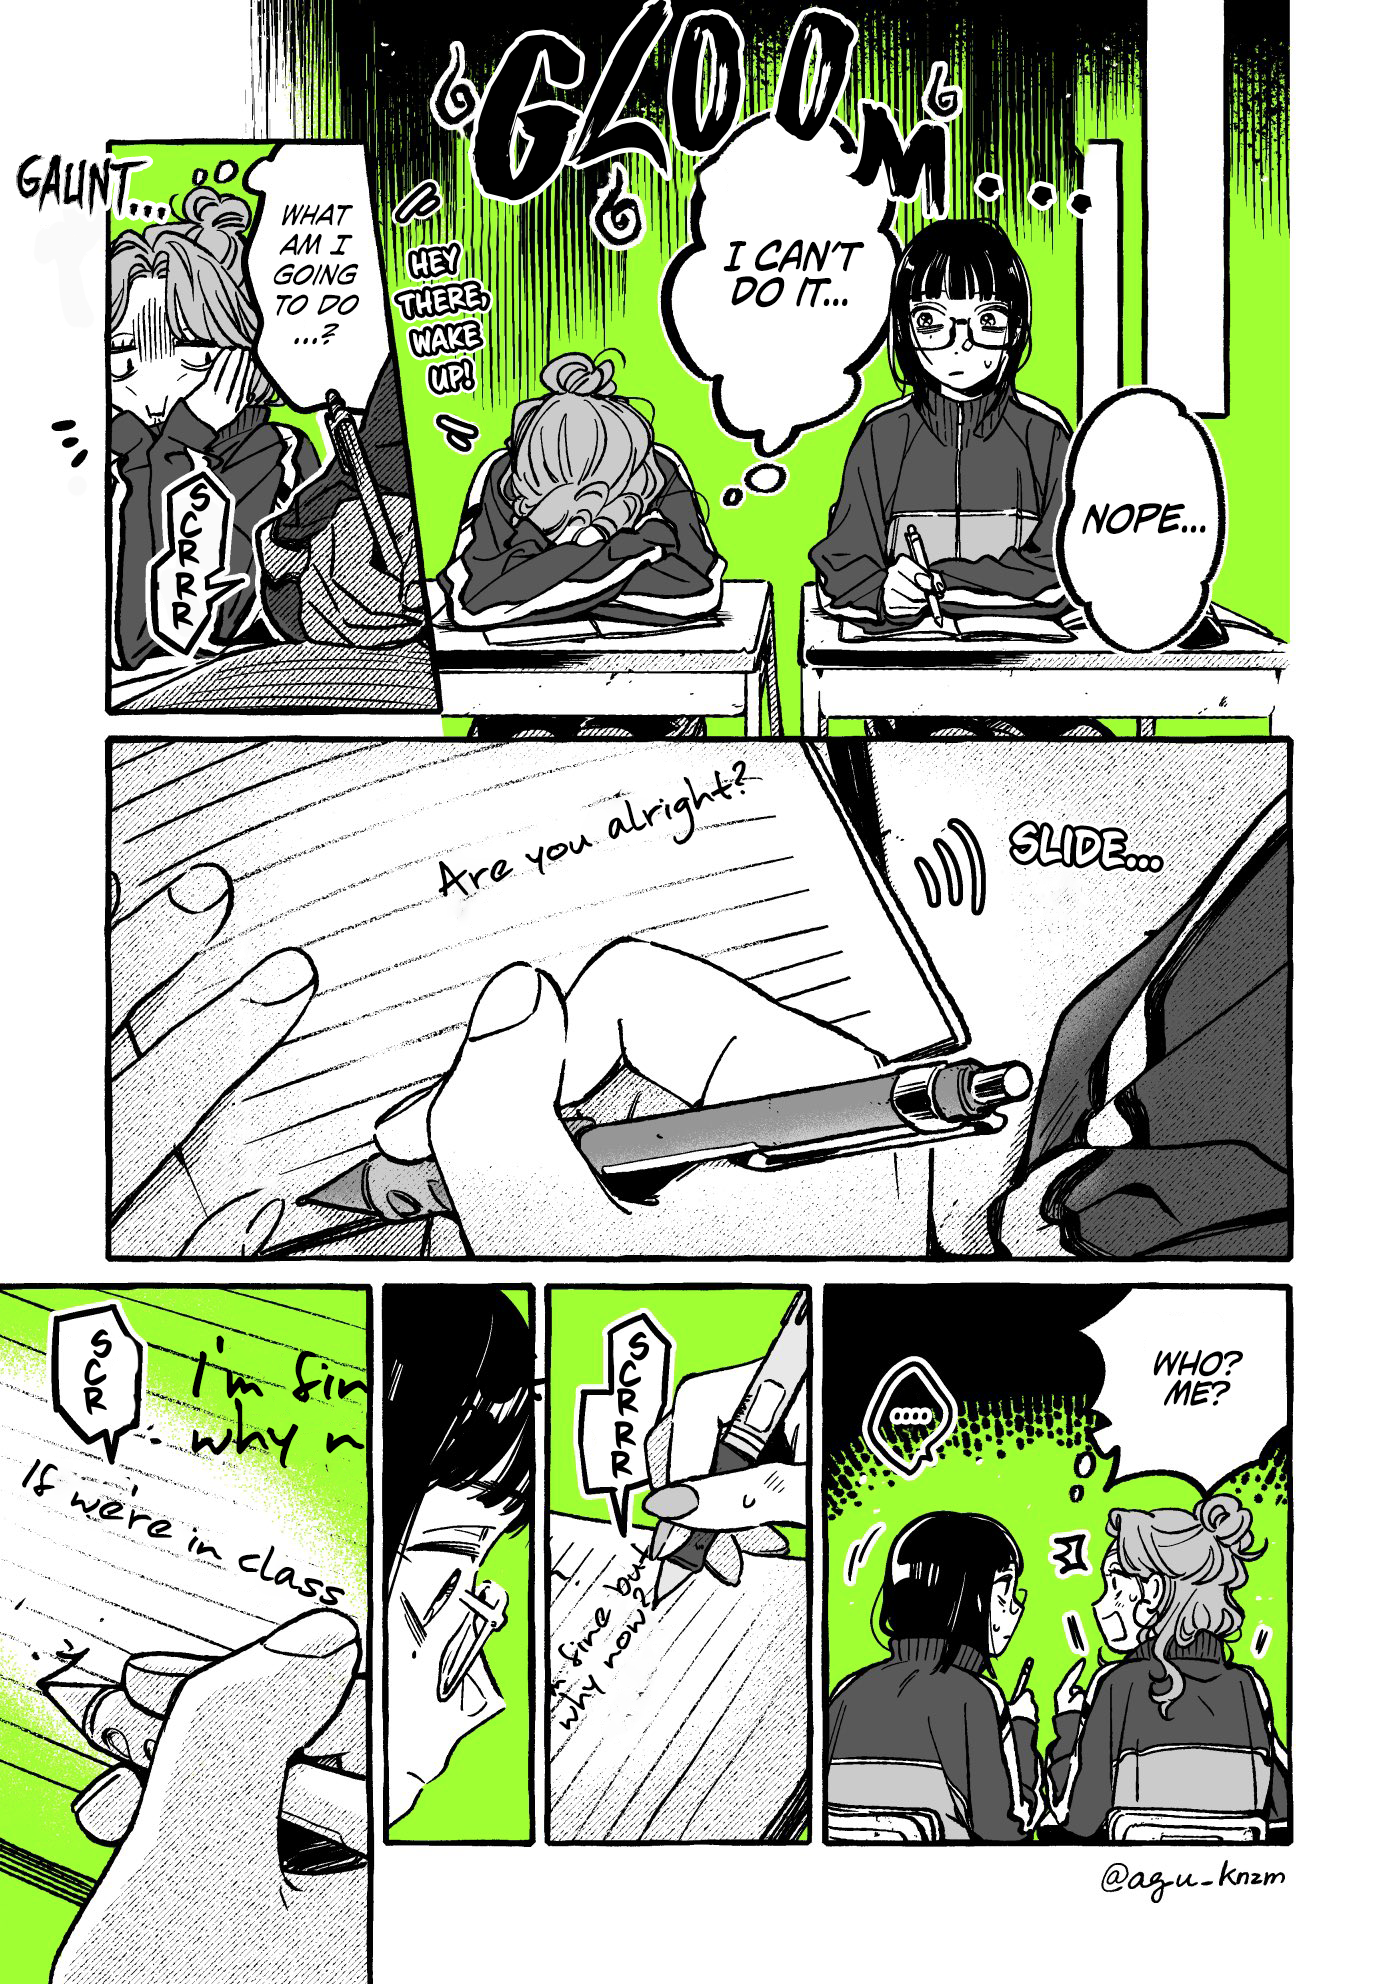 GLOOM...
I CAN'T
DO IT...
NOPE...
HEY
THERE,
WAKE
UP!
WHAT
AM I
GOING
TO DO
...?
GAUNT...
SCRRR
Are you alright?
SLIDE...
WHO?
ME?
....
SCRRR
fine but
why now?
SCR
I'm fin
why n
If we're in class
@agu_knzm